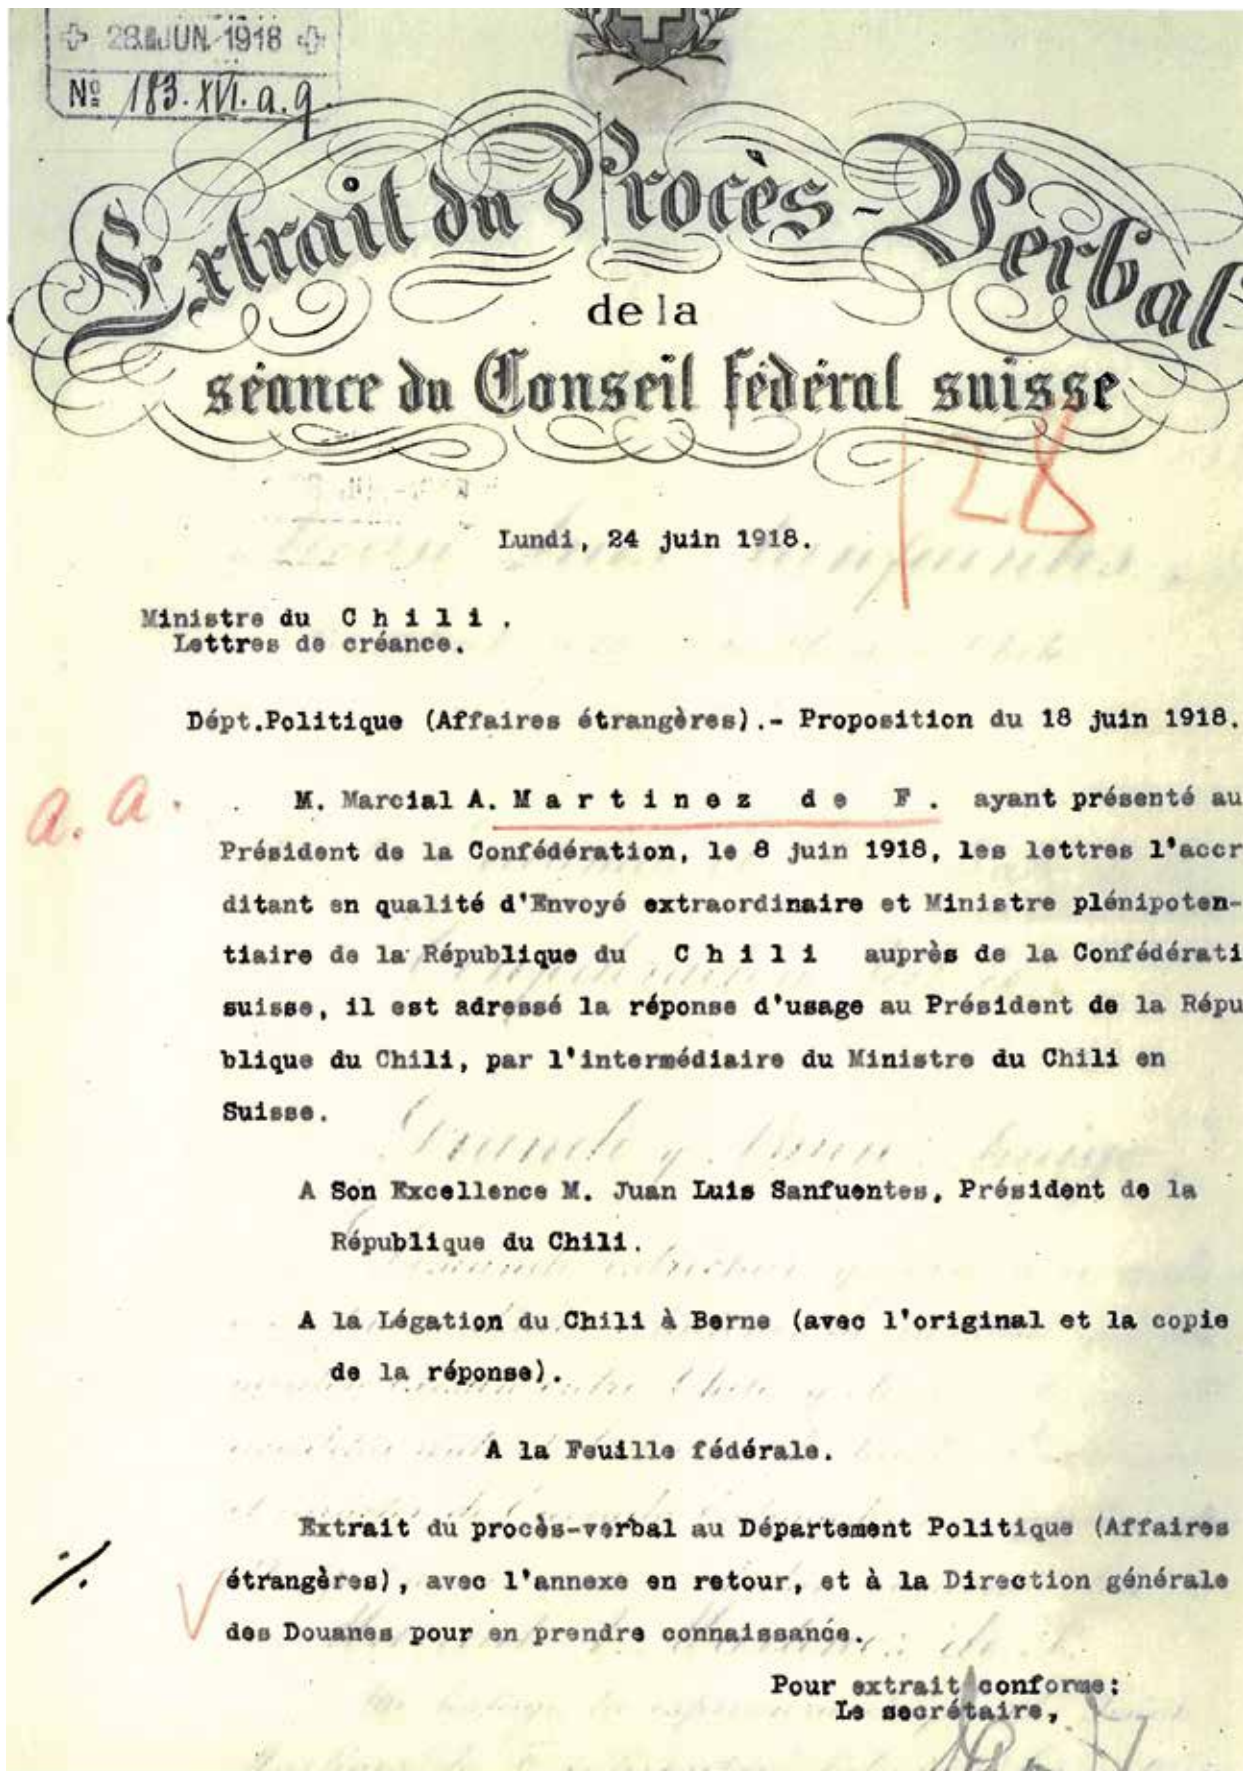 28 JUN. 1918
Nº 183. XVI. a. g.
Extrait du Procès-Verbal
de la
séance du Conseil fédéral suisse
128
Lundi, 24 juin 1918.
Ministre du C h i l i .
Lettres de créance.
Dépt.Politique (Affaires étrangères).- Proposition du 18 juin 1918.
a. a.
M. Marcial A. M a r t i n e z d e F . ayant présenté au
Président de la Confédération, le 8 juin 1918, les lettres l'accr
ditant en qualité d'Envoyé extraordinaire et Ministre plénipoten-
tiaire de la République du C h i l i auprès de la Confédérati
suisse, il est adressé la réponse d'usage au Président de la Répu
blique du Chili, par l'intermédiaire du Ministre du Chili en
Suisse.
A Son Excellence M. Juan Luis Sanfuentes, Président de la
République du Chili.
A la Légation du Chili à Berne (avec l'original et la copie
de la réponse).
A la Feuille fédérale.
Extrait du procès-verbal au Département Politique (Affaires
étrangères), avec l'annexe en retour, et à la Direction générale
des Douanes pour en prendre connaissance.
Pour extrait conforme:
Le secrétaire,